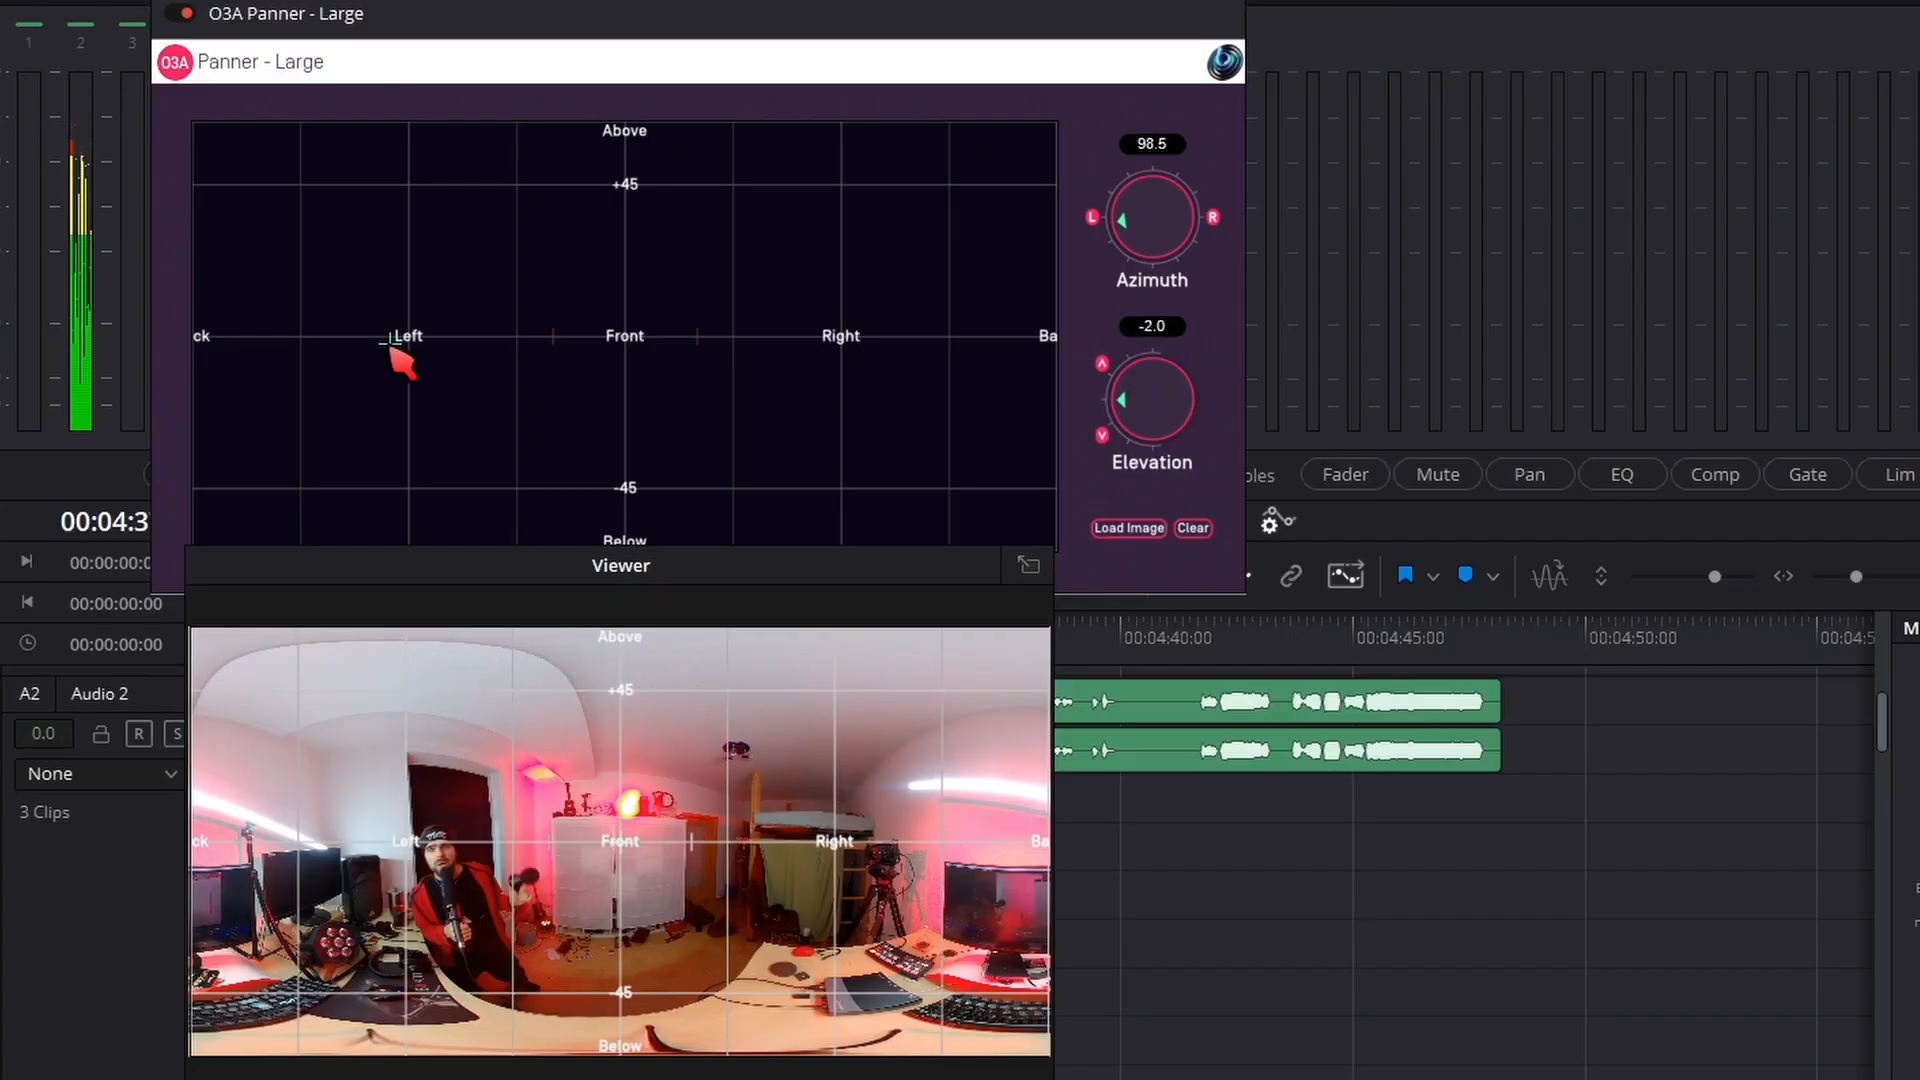 O3A Panner - Large
1 2 3
O3A Panner - Large
Above
+45
ck Left Front Right Ba
-45
Below
98.5
L R
Azimuth
-2.0
Elevation
Load Image Clear
bles Fader Mute Pan EQ Comp Gate Lim
00:04:3
00:00:00:0
00:00:00:00
00:00:00:00
Viewer
00:04:40:00 00:04:45:00 00:04:50:00 00:04:5
M
A2 Audio 2
0.0 R S
None
3 Clips
Above
+45
ck Left Front Right Ba
-45
Below